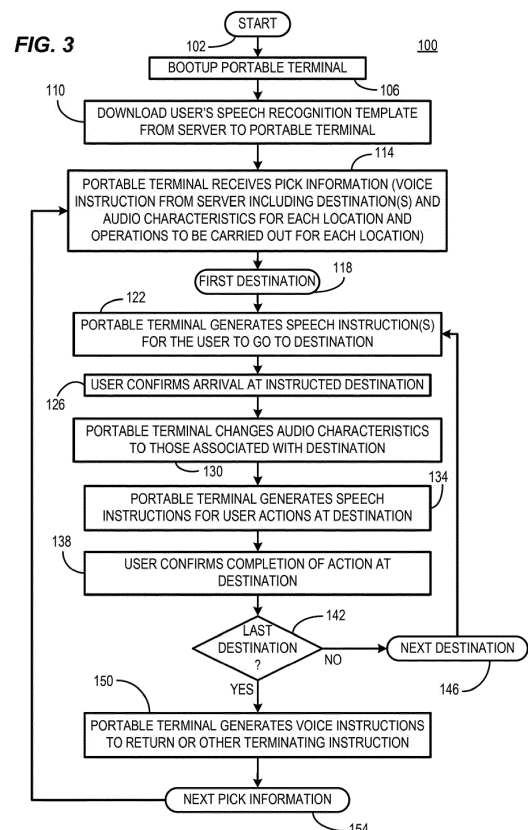 START
FIG. 3
102
100
BOOTUP PORTABLE TERMINAL
106
110
DOWNLOAD USER'S SPEECH RECOGNITION TEMPLATE
FROM SERVER TO PORTABLE TERMINAL
114
PORTABLE TERMINAL RECEIVES PICK INFORMATION (VOICE
INSTRUCTION FROM SERVER INCLUDING DESTINATION(S) AND
AUDIO CHARACTERISTICS FOR EACH LOCATION AND
OPERATIONS TO BE CARRIED OUT FOR EACH LOCATION)
FIRST DESTINATION
118
122
PORTABLE TERMINAL GENERATES SPEECH INSTRUCTION(S)
FOR THE USER TO GO TO DESTINATION
USER CONFIRMS ARRIVAL AT INSTRUCTED DESTINATION
126
PORTABLE TERMINAL CHANGES AUDIO CHARACTERISTICS
TO THOSE ASSOCIATED WITH DESTINATION
130
134
PORTABLE TERMINAL GENERATES SPEECH
INSTRUCTIONS FOR USER ACTIONS AT DESTINATION
138
USER CONFIRMS COMPLETION OF ACTION AT
DESTINATION
142
LAST
DESTINATION
?
NO
NEXT DESTINATION
146
YES
150
PORTABLE TERMINAL GENERATES VOICE INSTRUCTIONS
TO RETURN OR OTHER TERMINATING INSTRUCTION
NEXT PICK INFORMATION
154